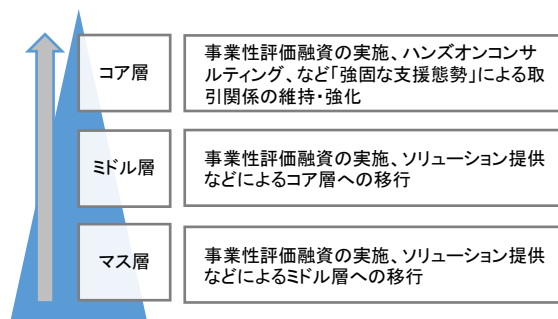 コア層
事業性評価融資の実施、ハンズオンコンサ
ルティング、など「強固な支援態勢」による取
引関係の維持・強化
ミドル層
事業性評価融資の実施、ソリューション提供
などによるコア層への移行
マス層
事業性評価融資の実施、ソリューション提供
などによるミドル層への移行